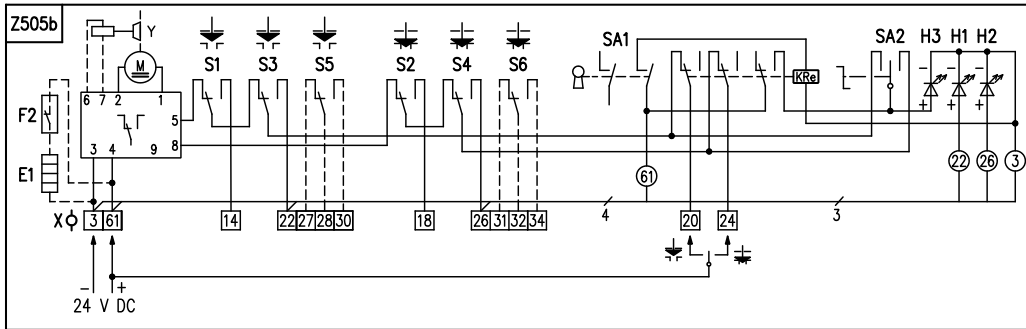 Z505b
Y
M
S1 S3 S5 S2 S4 S6 SA1 SA2 H3 H1 H2
KRe
6 7 2 1
5
8
3 4 9
F2
E1
− − −
+ + +
61 22 26 3
4 3
X 3 61 14 22 27 28 30 18 26 31 32 34 20 24
− +
24 V DC